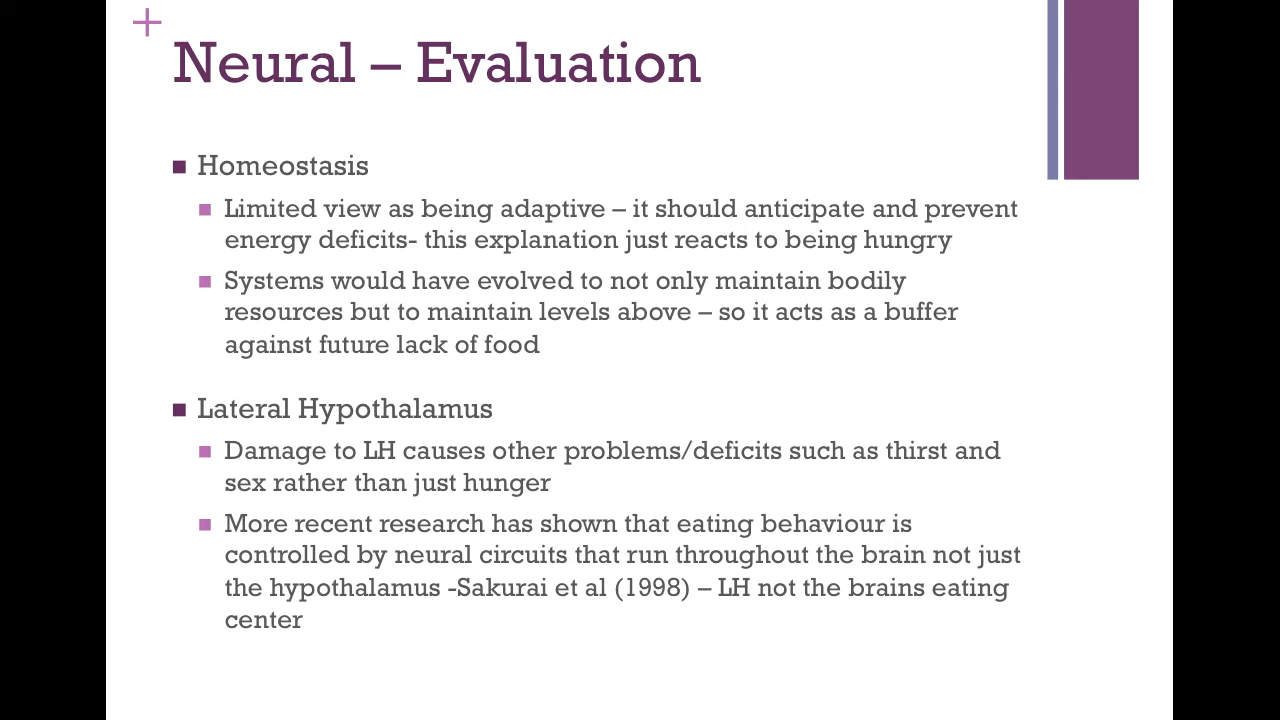 Neural – Evaluation
Homeostasis
Limited view as being adaptive – it should anticipate and prevent
energy deficits- this explanation just reacts to being hungry
Systems would have evolved to not only maintain bodily
resources but to maintain levels above – so it acts as a buffer
against future lack of food
Lateral Hypothalamus
Damage to LH causes other problems/deficits such as thirst and
sex rather than just hunger
More recent research has shown that eating behaviour is
controlled by neural circuits that run throughout the brain not just
the hypothalamus -Sakurai et al (1998) – LH not the brains eating
center